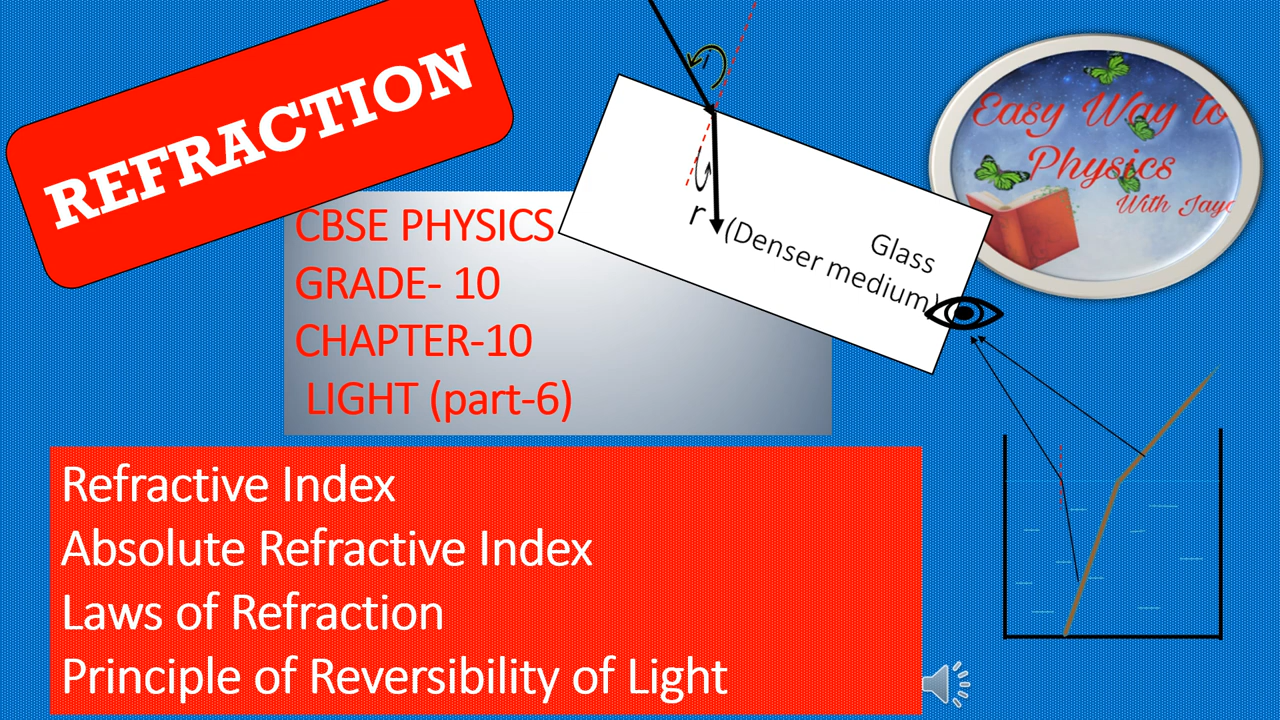 REFRACTION
i
Easy Way to
Physics
With
CBSE PHYSICS
GRADE- 10
CHAPTER-10
LIGHT (part-6)
r
Glass
(Denser medium)
Refractive Index
Absolute Refractive Index
Laws of Refraction
Principle of Reversibility of Light